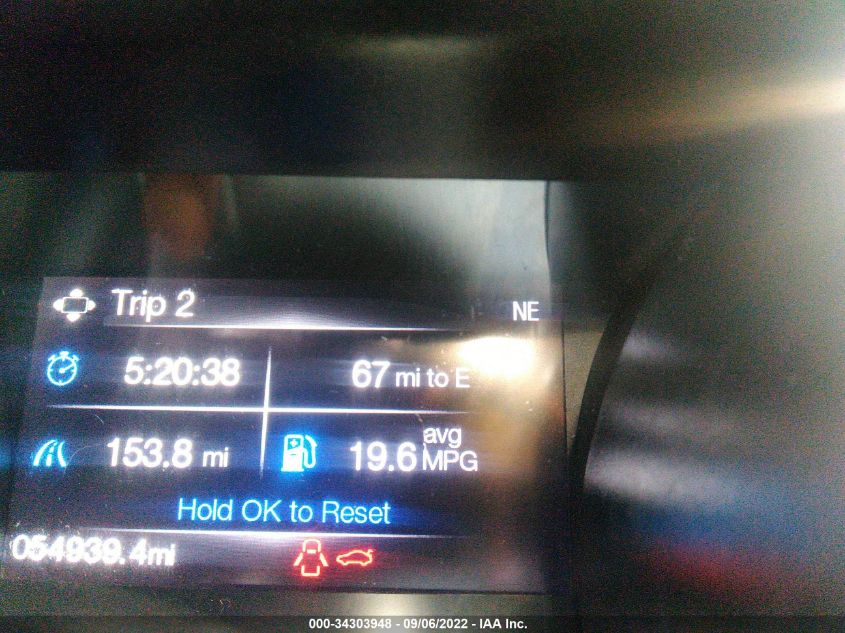 Trip 2
NE
5:20:38
67 mi to E
153.8 mi
19.6 avg MPG
Hold OK to Reset
054939.4mi
000-34303948 - 09/06/2022 - IAA Inc.